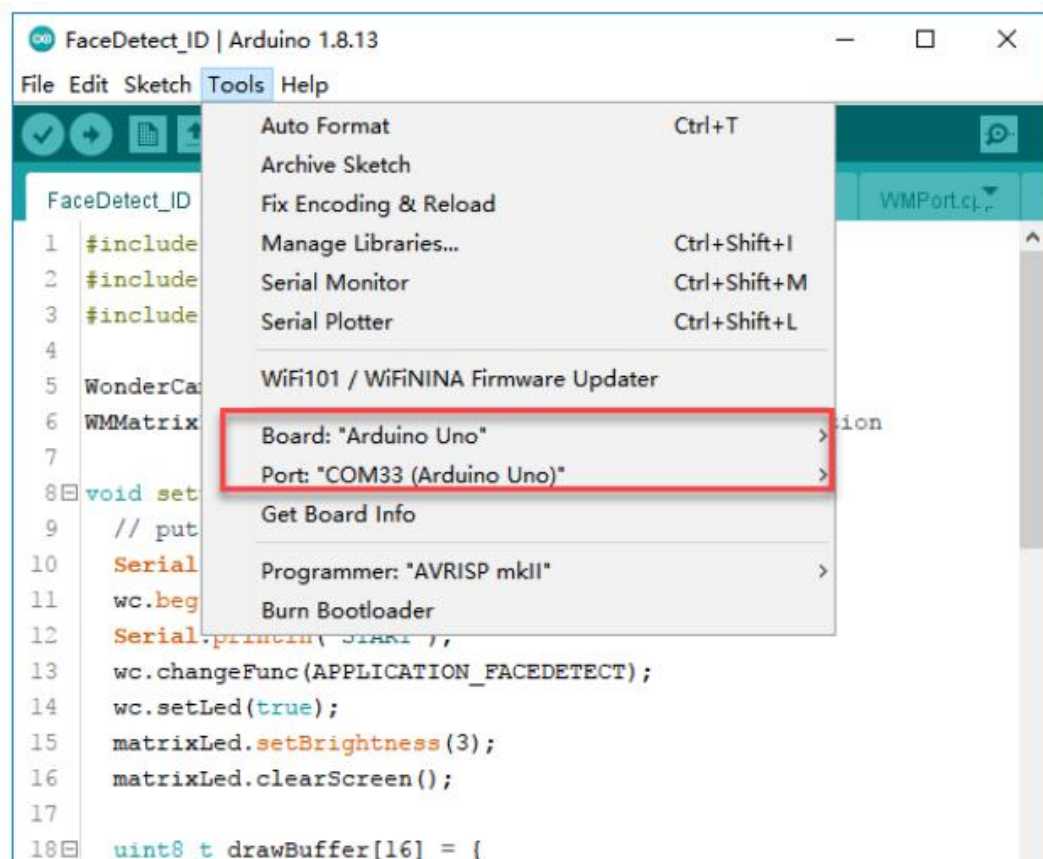 FaceDetect_ID | Arduino 1.8.13
File Edit Sketch Tools Help
Auto Format Ctrl+T
Archive Sketch
Fix Encoding & Reload
Manage Libraries... Ctrl+Shift+I
Serial Monitor Ctrl+Shift+M
Serial Plotter Ctrl+Shift+L
WiFi101 / WiFiNINA Firmware Updater
Board: "Arduino Uno"
Port: "COM33 (Arduino Uno)"
Get Board Info
Programmer: "AVRISP mkII"
Burn Bootloader
FaceDetect_ID WMPort.cp
1 #include
2 #include
3 #include
4
5 WonderCa
6 WMMatrix ion
7
8 void set
9 // put
10 Serial
11 wc.beg
12 Serial.println("START");
13 wc.changeFunc(APPLICATION_FACEDETECT);
14 wc.setLed(true);
15 matrixLed.setBrightness(3);
16 matrixLed.clearScreen();
17
18 uint8_t drawBuffer[16] = {